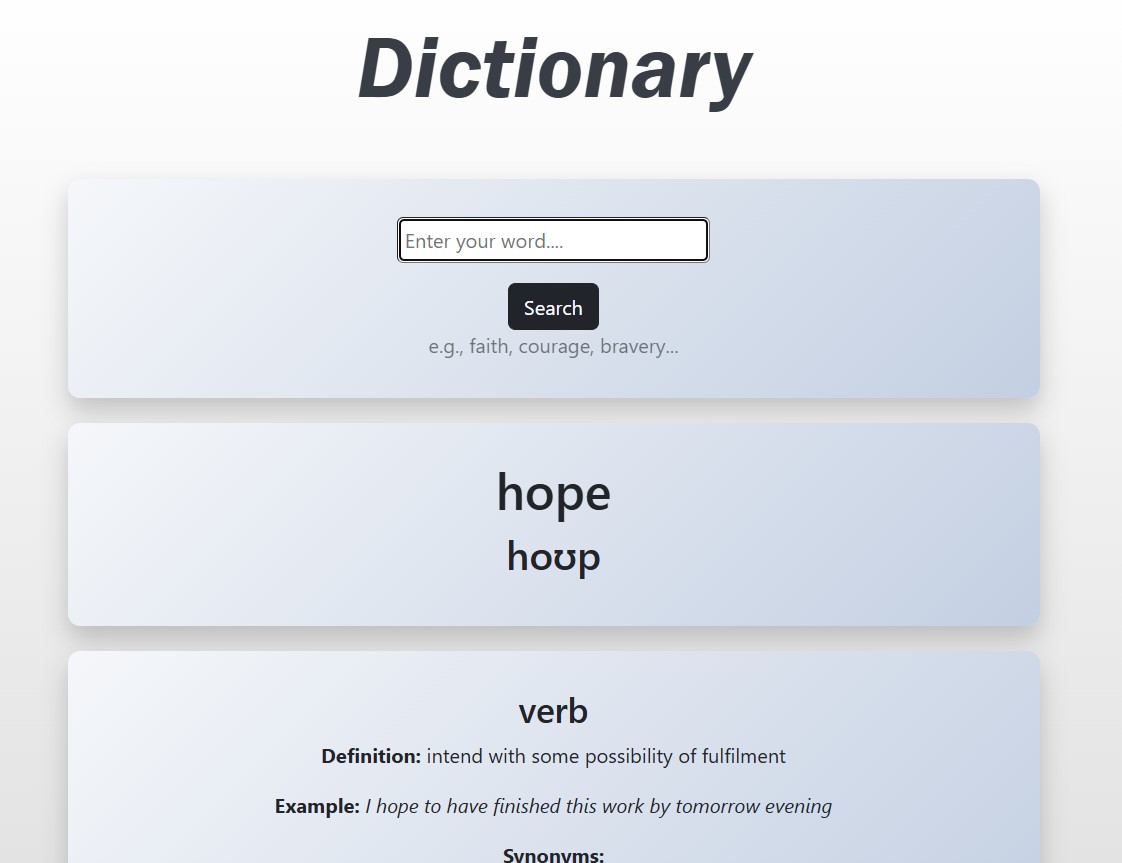 Dictionary
Enter your word....
Search
e.g., faith, courage, bravery...
hope
hoʊp
verb
Definition: intend with some possibility of fulfilment
Example: I hope to have finished this work by tomorrow evening
Synonyms: